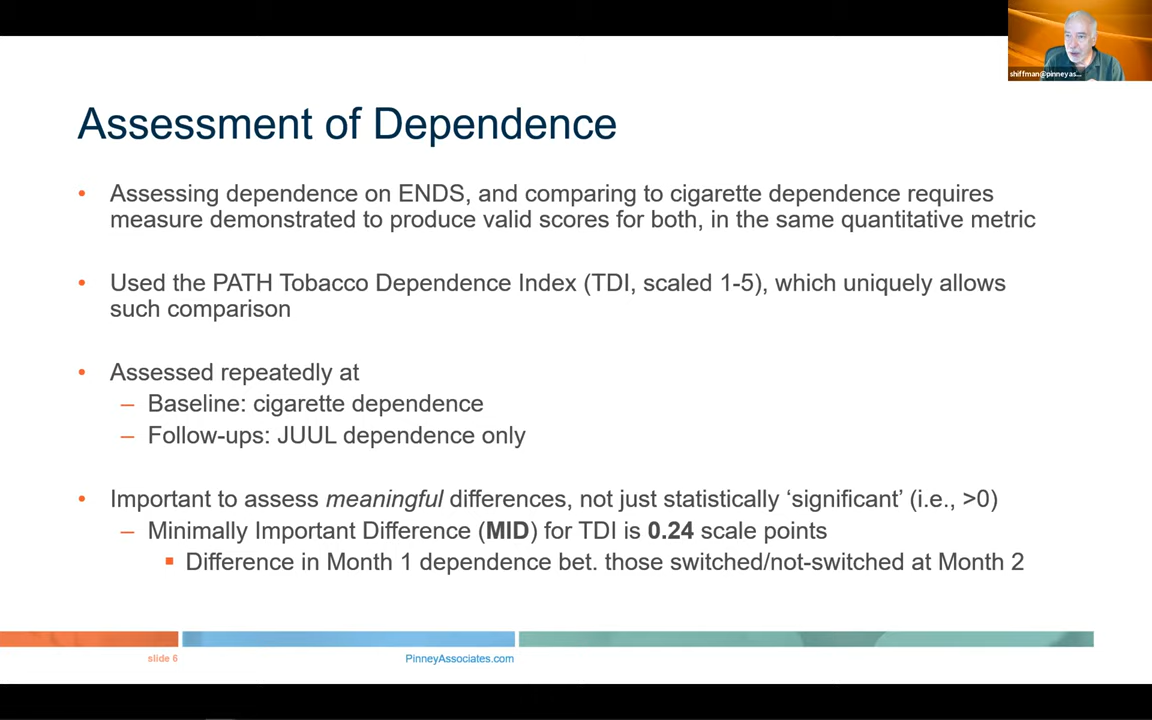 shiffman@pinneyas...
Assessment of Dependence
• Assessing dependence on ENDS, and comparing to cigarette dependence requires
measure demonstrated to produce valid scores for both, in the same quantitative metric
• Used the PATH Tobacco Dependence Index (TDI, scaled 1-5), which uniquely allows
such comparison
• Assessed repeatedly at
– Baseline: cigarette dependence
– Follow-ups: JUUL dependence only
• Important to assess meaningful differences, not just statistically ‘significant’ (i.e., >0)
– Minimally Important Difference (MID) for TDI is 0.24 scale points
▪ Difference in Month 1 dependence bet. those switched/not-switched at Month 2
slide 6
PinneyAssociates.com